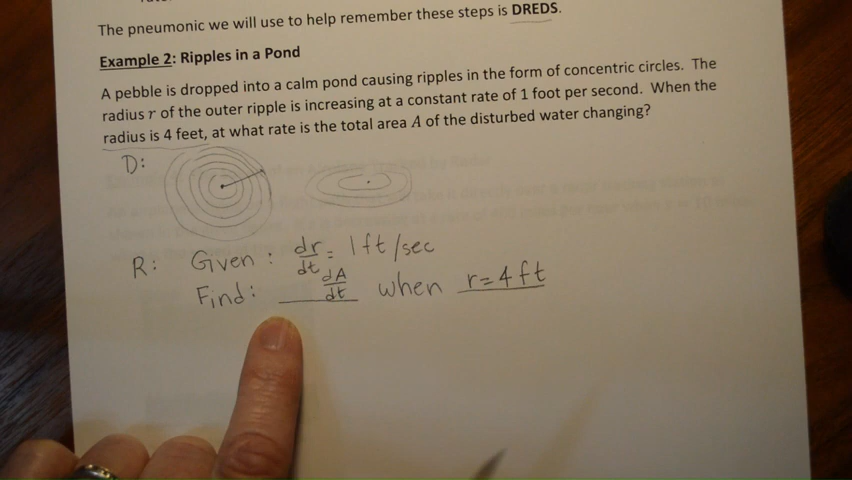 The pneumonic we will use to help remember these steps is DREDS.
Example 2: Ripples in a Pond
A pebble is dropped into a calm pond causing ripples in the form of concentric circles. The
radius r of the outer ripple is increasing at a constant rate of 1 foot per second. When the
radius is 4 feet, at what rate is the total area A of the disturbed water changing?
D:
R: Given: dr/dt = 1 ft/sec
Find: dA/dt when r=4ft